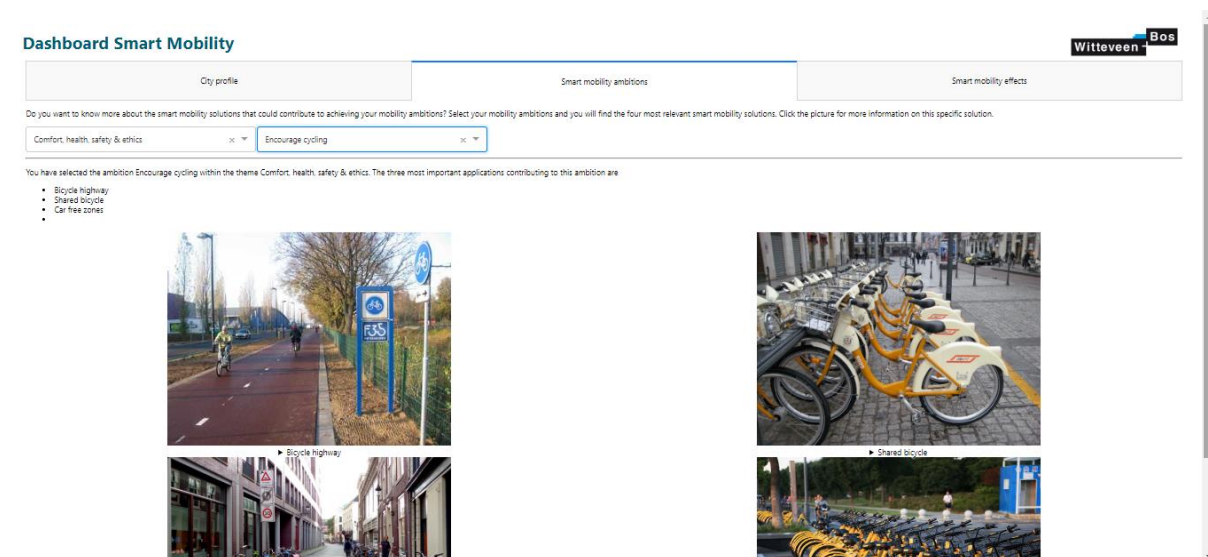 Dashboard Smart Mobility
Witteveen Bos
City profile
Smart mobility ambitions
Smart mobility effects
Do you want to know more about the smart mobility solutions that could contribute to achieving your mobility ambitions? Select your mobility ambitions and you will find the four most relevant smart mobility solutions. Click the picture for more information on this specific solution.
Comfort, health, safety & ethics
Encourage cycling
You have selected the ambition Encourage cycling within the theme Comfort, health, safety & ethics. The three most important applications contributing to this ambition are
Bicycle highway
Shared bicycle
Car free zones
F35
Bicycle highway
Shared bicycle